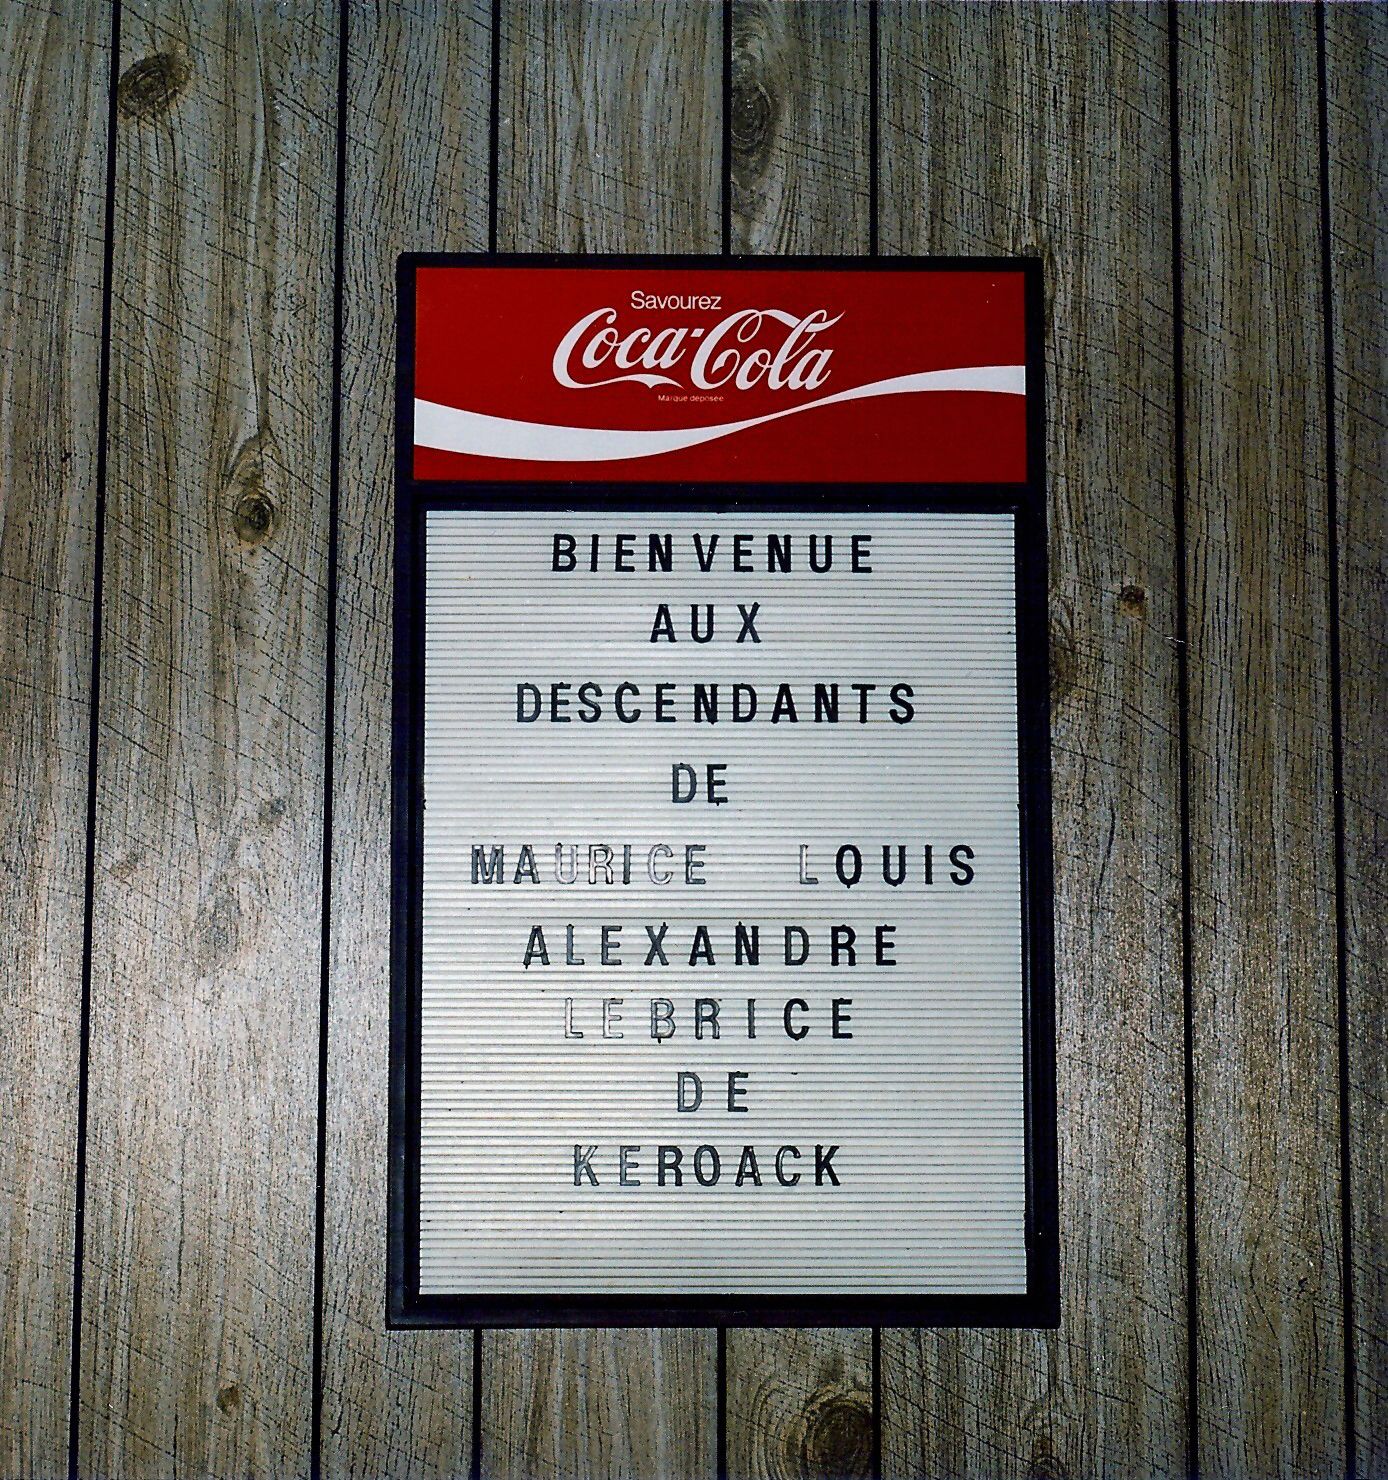 Savourez
Coca-Cola
Marque déposée
BIENVENUE
AUX
DESCENDANTS
DE
MAURICE LOUIS
ALEXANDRE
LEBRICE
DE
KEROACK